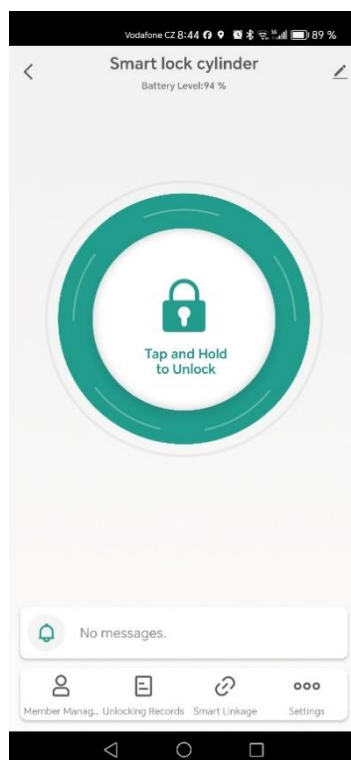 Vodafone CZ 8:44 89 %
Smart lock cylinder
Battery Level:94 %
Tap and Hold
to Unlock
No messages.
Member Manag... Unlocking Records Smart Linkage Settings